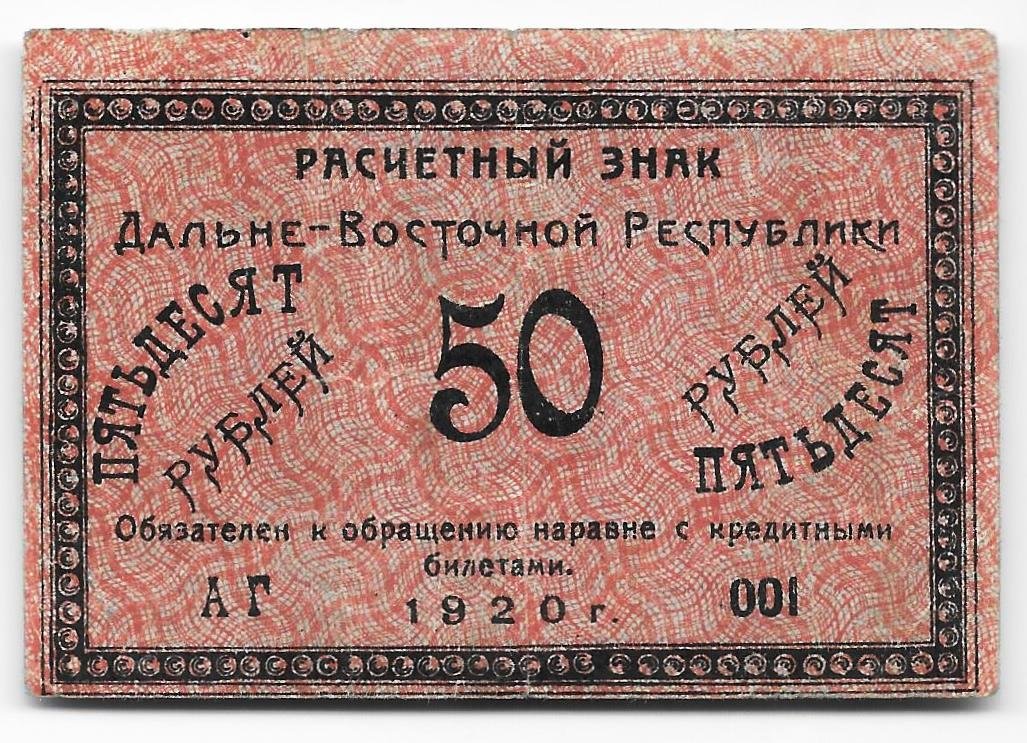 РАСЧЕТНЫЙ ЗНАК
ДАЛЬНЕ-ВОСТОЧНОЙ РЕСПУБЛИКИ
ПЯТЬДЕСЯТ
РУБЛЕЙ
50
РУБЛЕЙ
ПЯТЬДЕСЯТ
Обязателен к обращению наравне с кредитными
билетами.
АГ 001
1920 г.